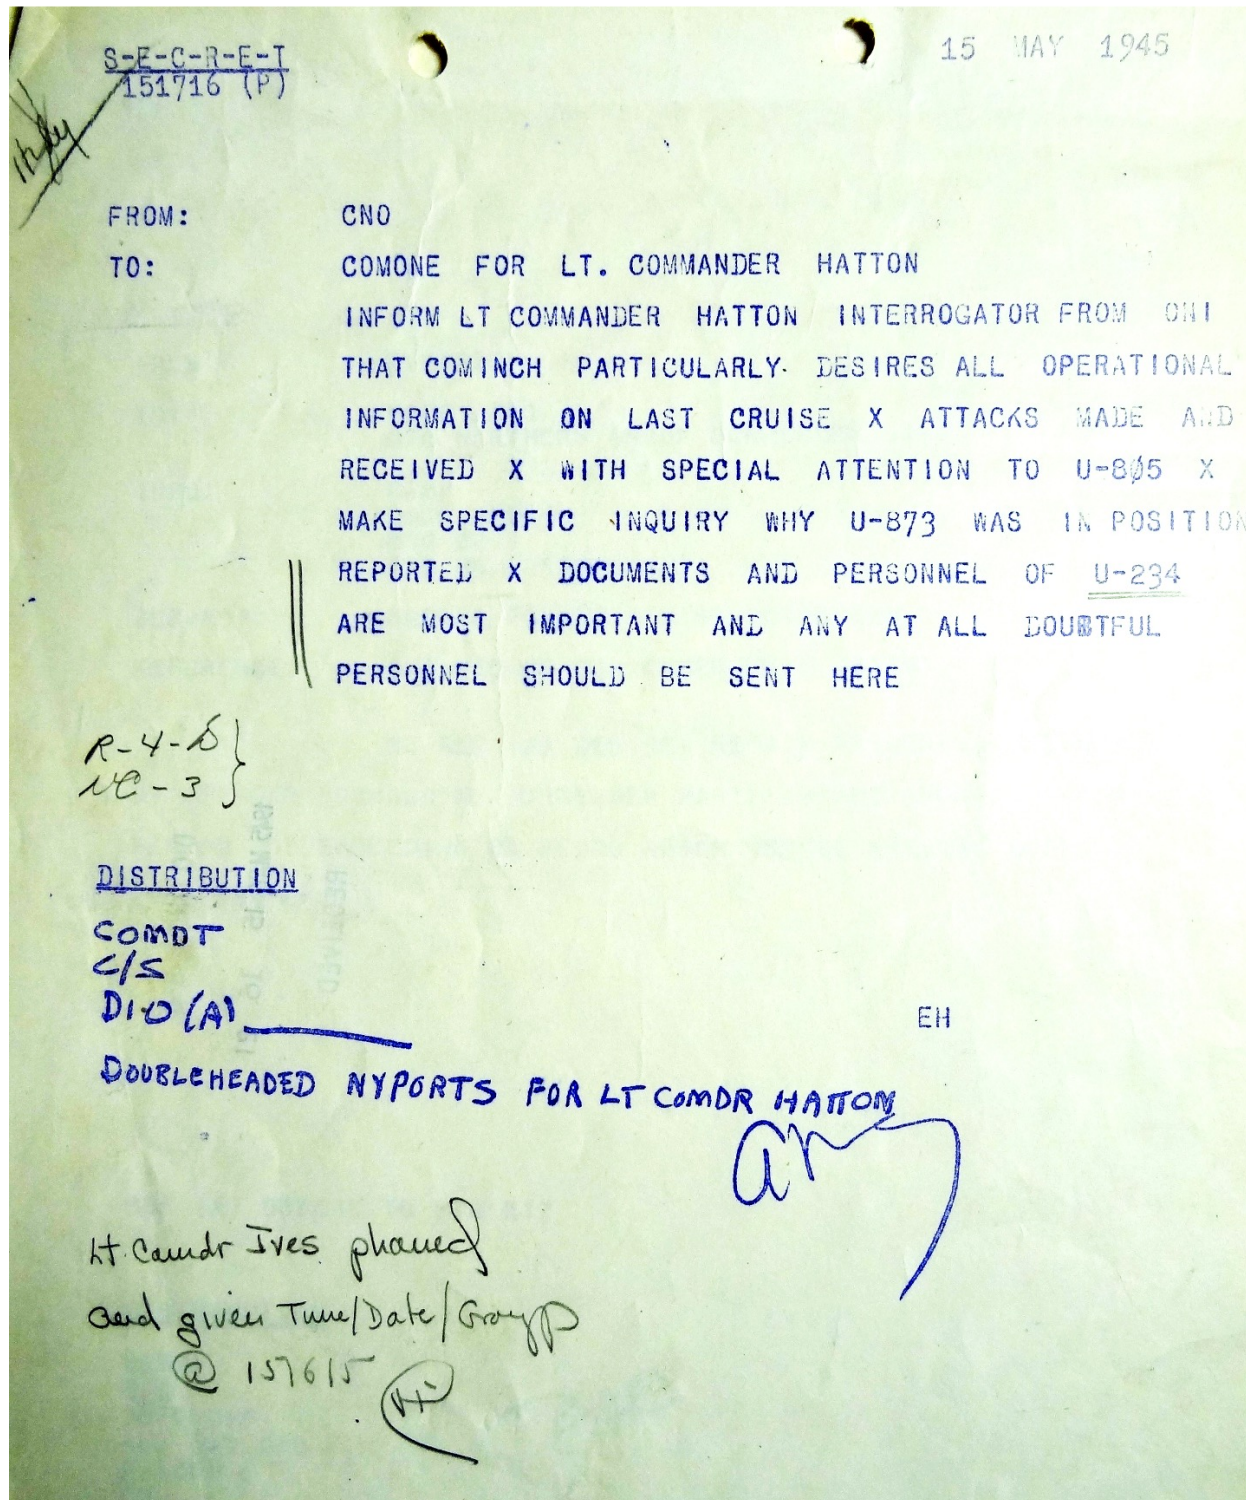 S-E-C-R-E-T
15 MAY 1945
151716 (P)
FROM: CNO
TO: COMONE FOR LT. COMMANDER HATTON
INFORM LT COMMANDER HATTON INTERROGATOR FROM ONI
THAT COMINCH PARTICULARLY DESIRES ALL OPERATIONAL
INFORMATION ON LAST CRUISE X ATTACKS MADE AND
RECEIVED X WITH SPECIAL ATTENTION TO U-8Ø5 X
MAKE SPECIFIC INQUIRY WHY U-873 WAS IN POSITION
REPORTED X DOCUMENTS AND PERSONNEL OF U-234
ARE MOST IMPORTANT AND ANY AT ALL DOUBTFUL
PERSONNEL SHOULD BE SENT HERE
R-4-S
NC-3
DISTRIBUTION
COMDT
C/S
DIO (A)
EH
DOUBLEHEADED NYPORTS FOR LT COMDR HATTON
Lt. Comdr Ives phoned
and given Time/Date/Group
@ 151615